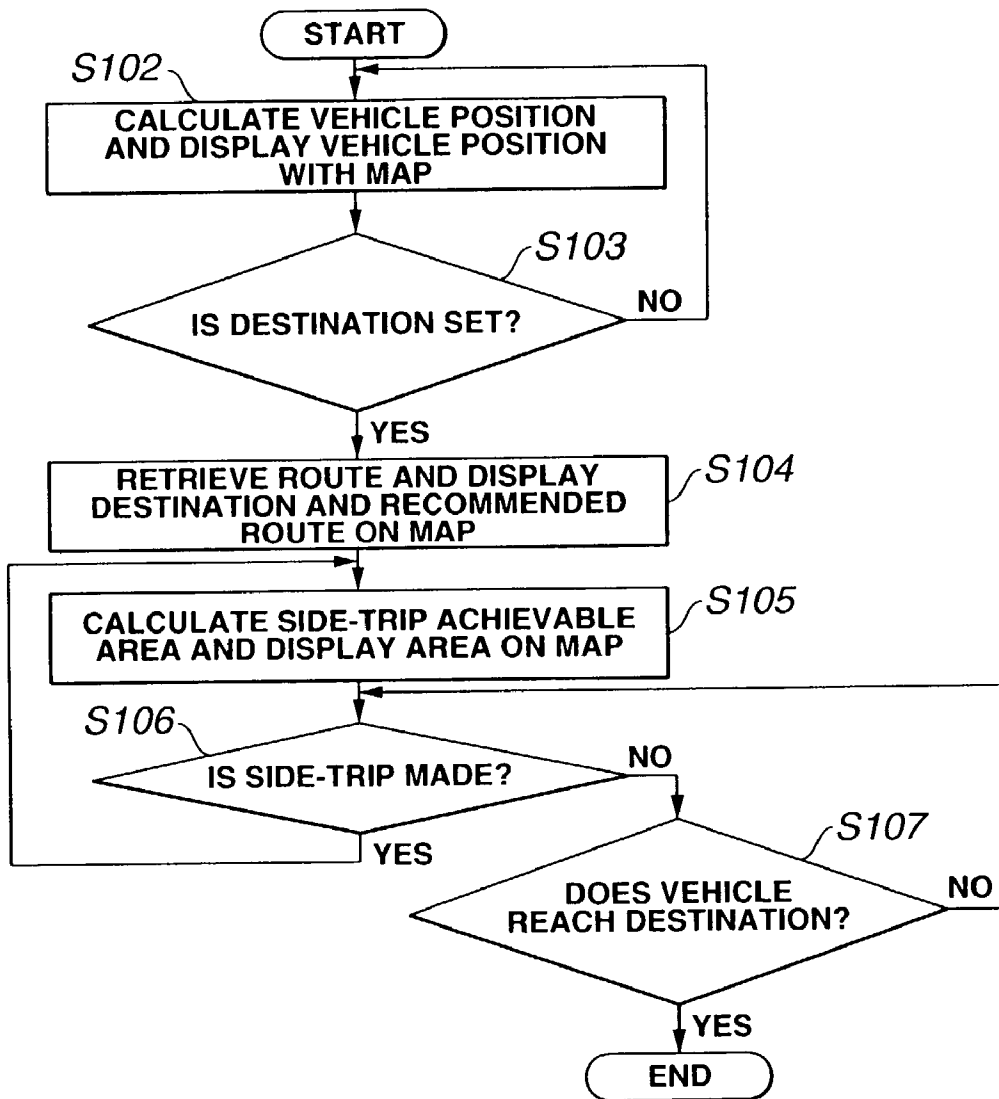 START
S102
CALCULATE VEHICLE POSITION
AND DISPLAY VEHICLE POSITION
WITH MAP
S103
IS DESTINATION SET?
NO
YES
RETRIEVE ROUTE AND DISPLAY
DESTINATION AND RECOMMENDED
ROUTE ON MAP
S104
CALCULATE SIDE-TRIP ACHIEVABLE
AREA AND DISPLAY AREA ON MAP
S105
S106
IS SIDE-TRIP MADE?
NO
YES
S107
DOES VEHICLE
REACH DESTINATION?
NO
YES
END